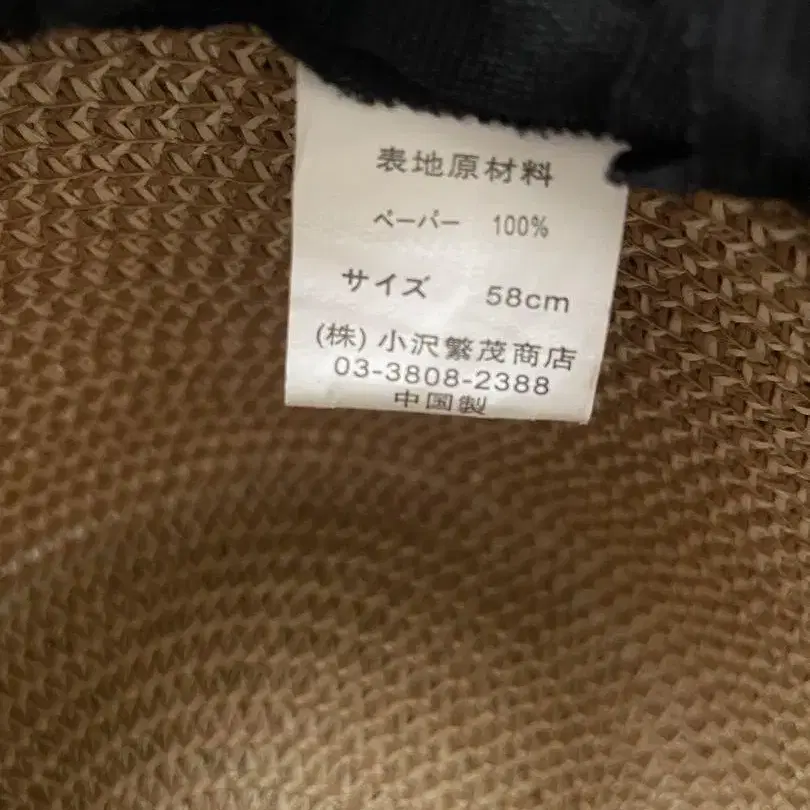 表地原材料
ペーパー 100%
サイズ 58cm
(株)小沢繁茂商店
03-3808-2388
中国製